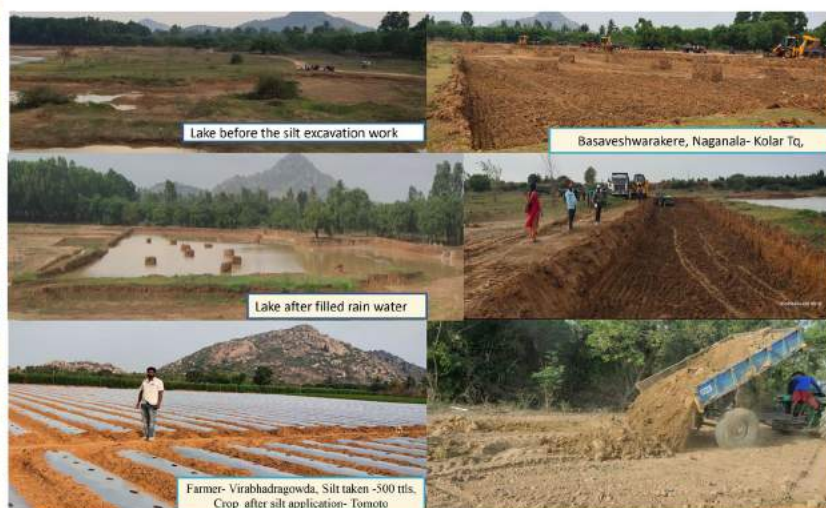 Lake before the silt excavation work
Basaveshwarakere, Naganala- Kolar Tq,
Lake after filled rain water
Farmer- Virabhadragowda, Silt taken -500 ttls,
Crop after silt application- Tomoto